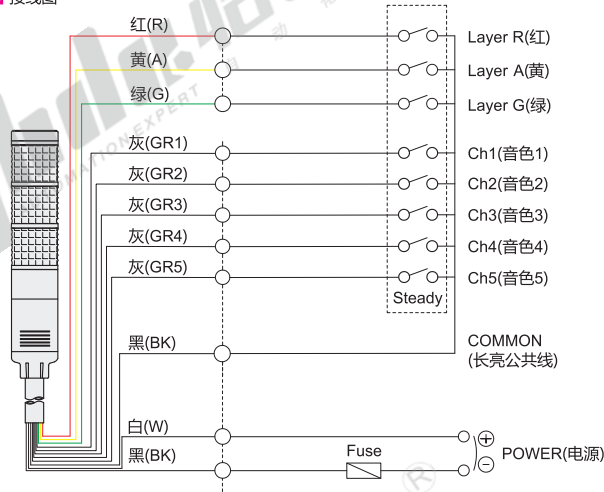 接线图
红(R)
Layer R(红)
黄(A)
Layer A(黄)
绿(G)
Layer G(绿)
灰(GR1)
Ch1(音色1)
灰(GR2)
Ch2(音色2)
灰(GR3)
Ch3(音色3)
灰(GR4)
Ch4(音色4)
灰(GR5)
Ch5(音色5)
Steady
黑(BK)
COMMON
(长亮公共线)
白(W)
黑(BK)
Fuse
+
-
POWER(电源)
AUTOMATION EXPERT
®